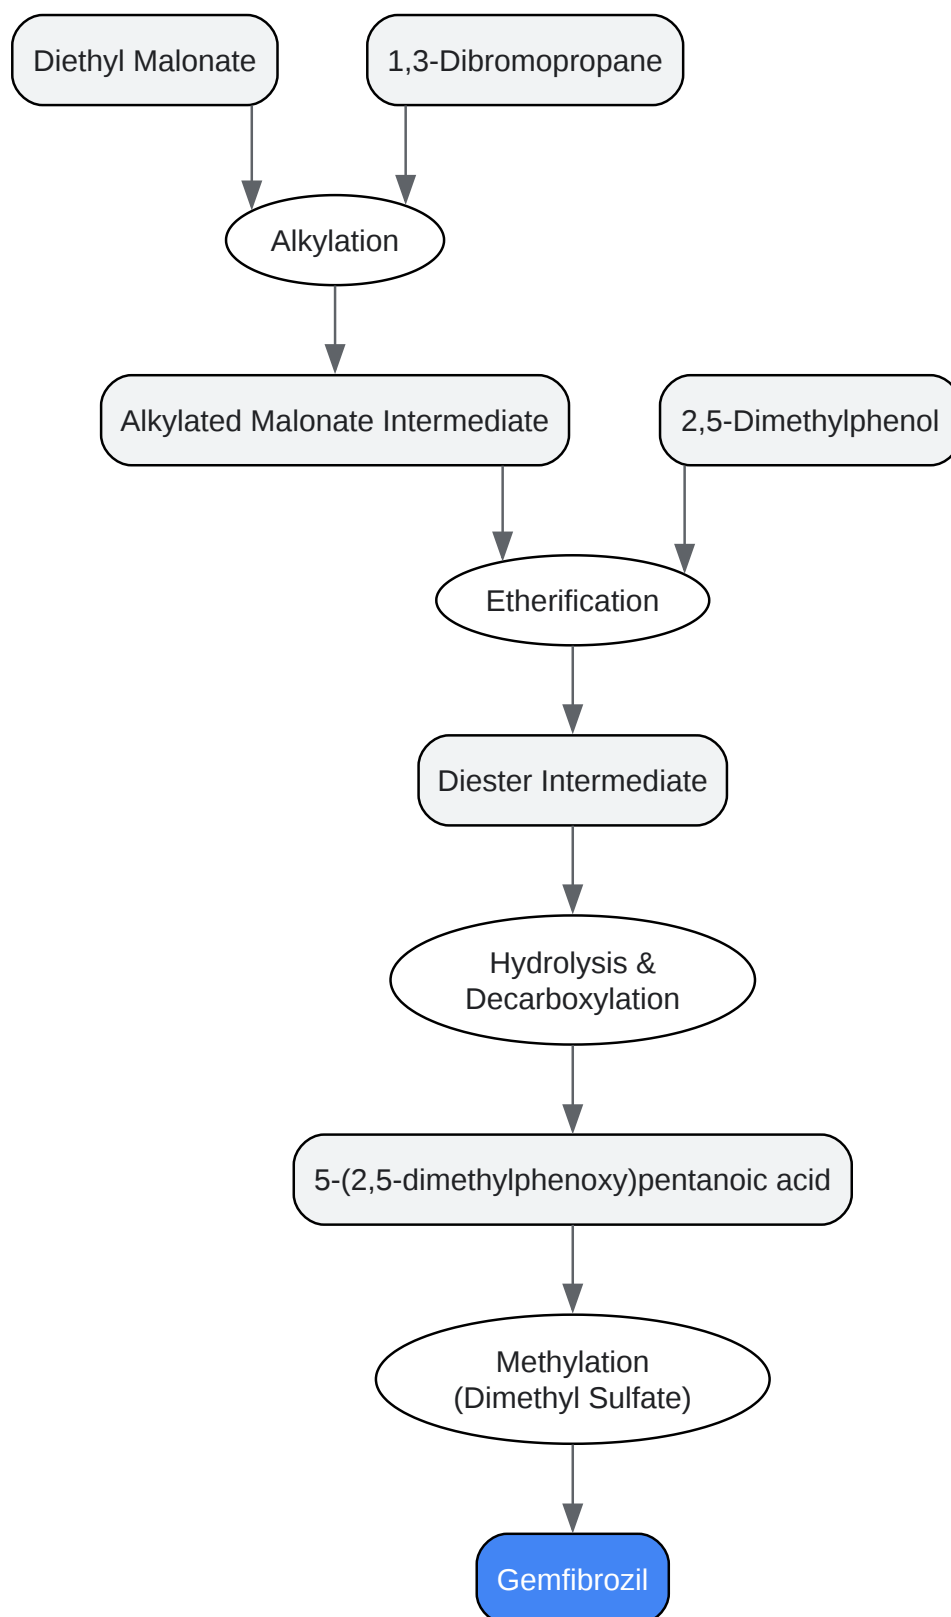 Diethyl Malonate
1,3-Dibromopropane
Alkylation
Alkylated Malonate Intermediate
2,5-Dimethylphenol
Etherification
Diester Intermediate
Hydrolysis &
Decarboxylation
5-(2,5-dimethylphenoxy)pentanoic acid
Methylation
(Dimethyl Sulfate)
Gemfibrozil